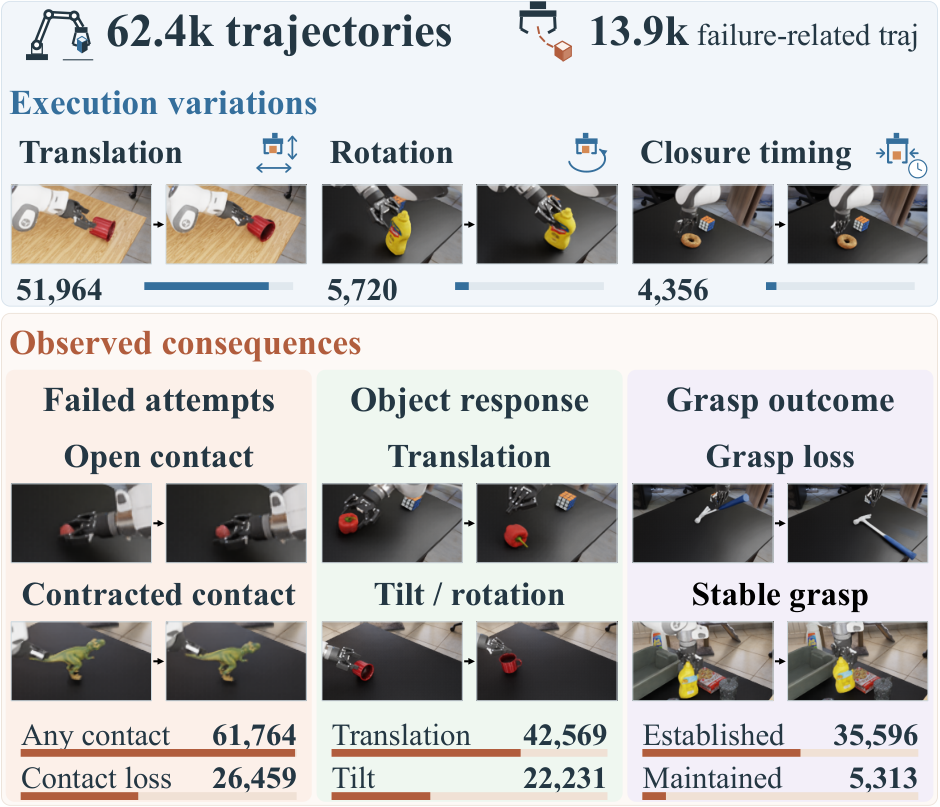 62.4k trajectories
13.9k failure-related traj
Execution variations
Translation
Rotation
Closure timing
51,964
5,720
4,356
Observed consequences
Failed attempts
Open contact
Contracted contact
Any contact 61,764
Contact loss 26,459
Object response
Translation
Tilt / rotation
Translation 42,569
Tilt 22,231
Grasp outcome
Grasp loss
Stable grasp
Established 35,596
Maintained 5,313